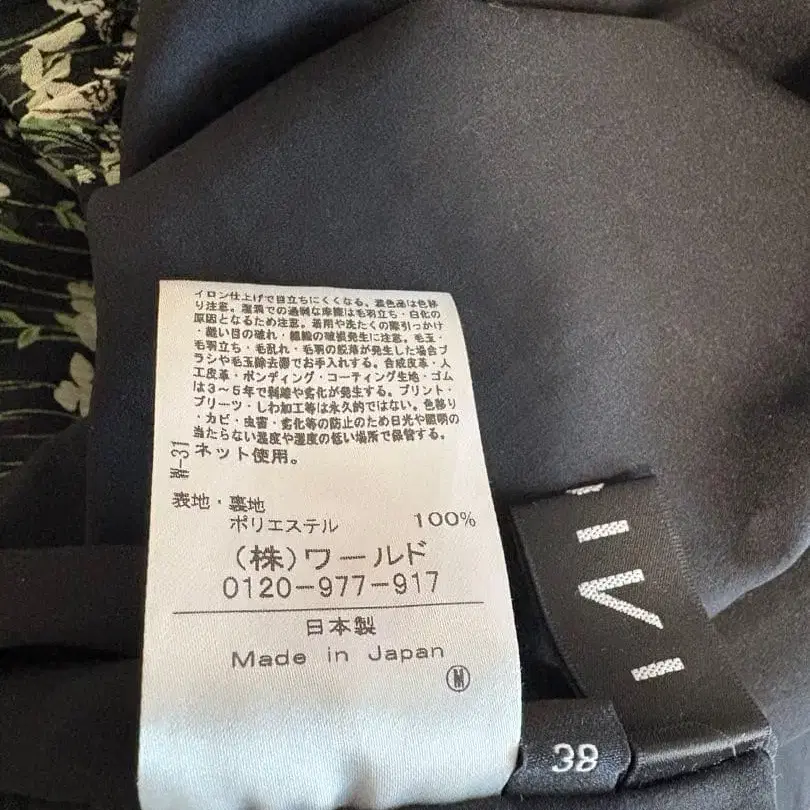 イロン仕上げで目立ちにくくなる。濃色品は色移
り注意。湿潤での過剰な摩擦は毛羽立ち・白化の
原因となるため注意。着用や洗たくの際引っかけ
・縫い目の破れ・組織の破損発生に注意。毛玉・
毛羽立ち・毛乱れ・毛羽の脱落が発生した場合ブ
ラシや毛玉除去器でお手入れする。合成皮革・人
工皮革・ボンディング・コーティング生地・ゴム
は3〜5年で剥離や劣化が発生する。プリント・
プリーツ・しわ加工等は永久的ではない。色移り
・カビ・虫害・劣化等の防止のため日光や照明の
当たらない温度や湿度の低い場所で保管する。
ネット使用。
W-31
表地・裏地
ポリエステル 100%
(株)ワールド
0120-977-917
日本製
Made in Japan
M
IVI
38